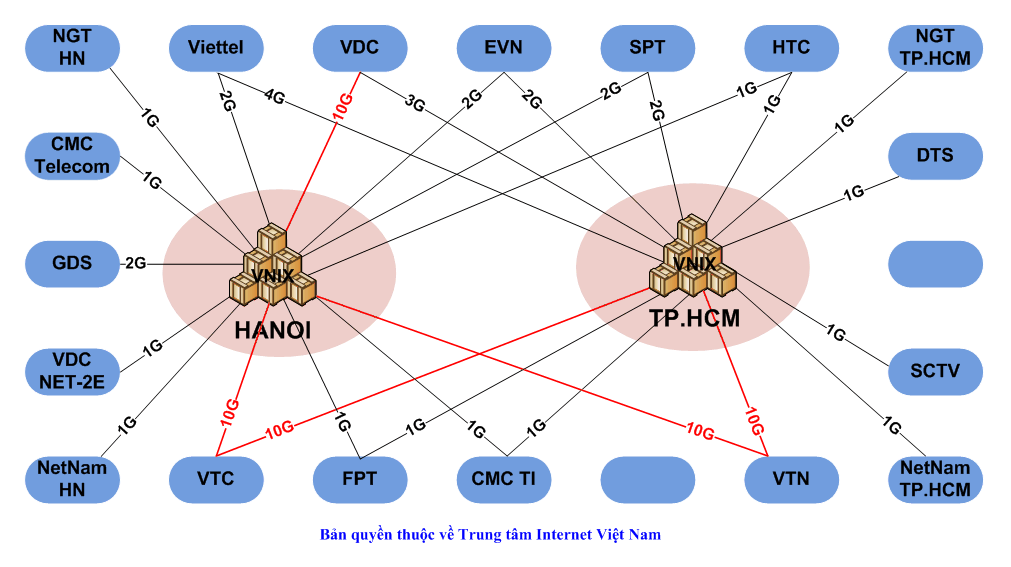 NGT
HN
Viettel
VDC
EVN
SPT
HTC
NGT
TP.HCM
2G
4G
10G
3G
2G
2G
2G
2G
1G
1G
1G
1G
CMC
Telecom
1G
DTS
1G
GDS
2G
VNIX
HANOI
VNIX
TP.HCM
VDC
NET-2E
1G
1G
SCTV
1G
10G
10G
1G
1G
1G
1G
10G
10G
1G
NetNam
HN
VTC
FPT
CMC TI
VTN
NetNam
TP.HCM
Bản quyền thuộc về Trung tâm Internet Việt Nam